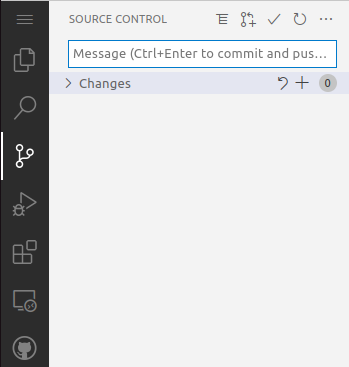 SOURCE CONTROL
Message (Ctrl+Enter to commit and pus…
Changes 0